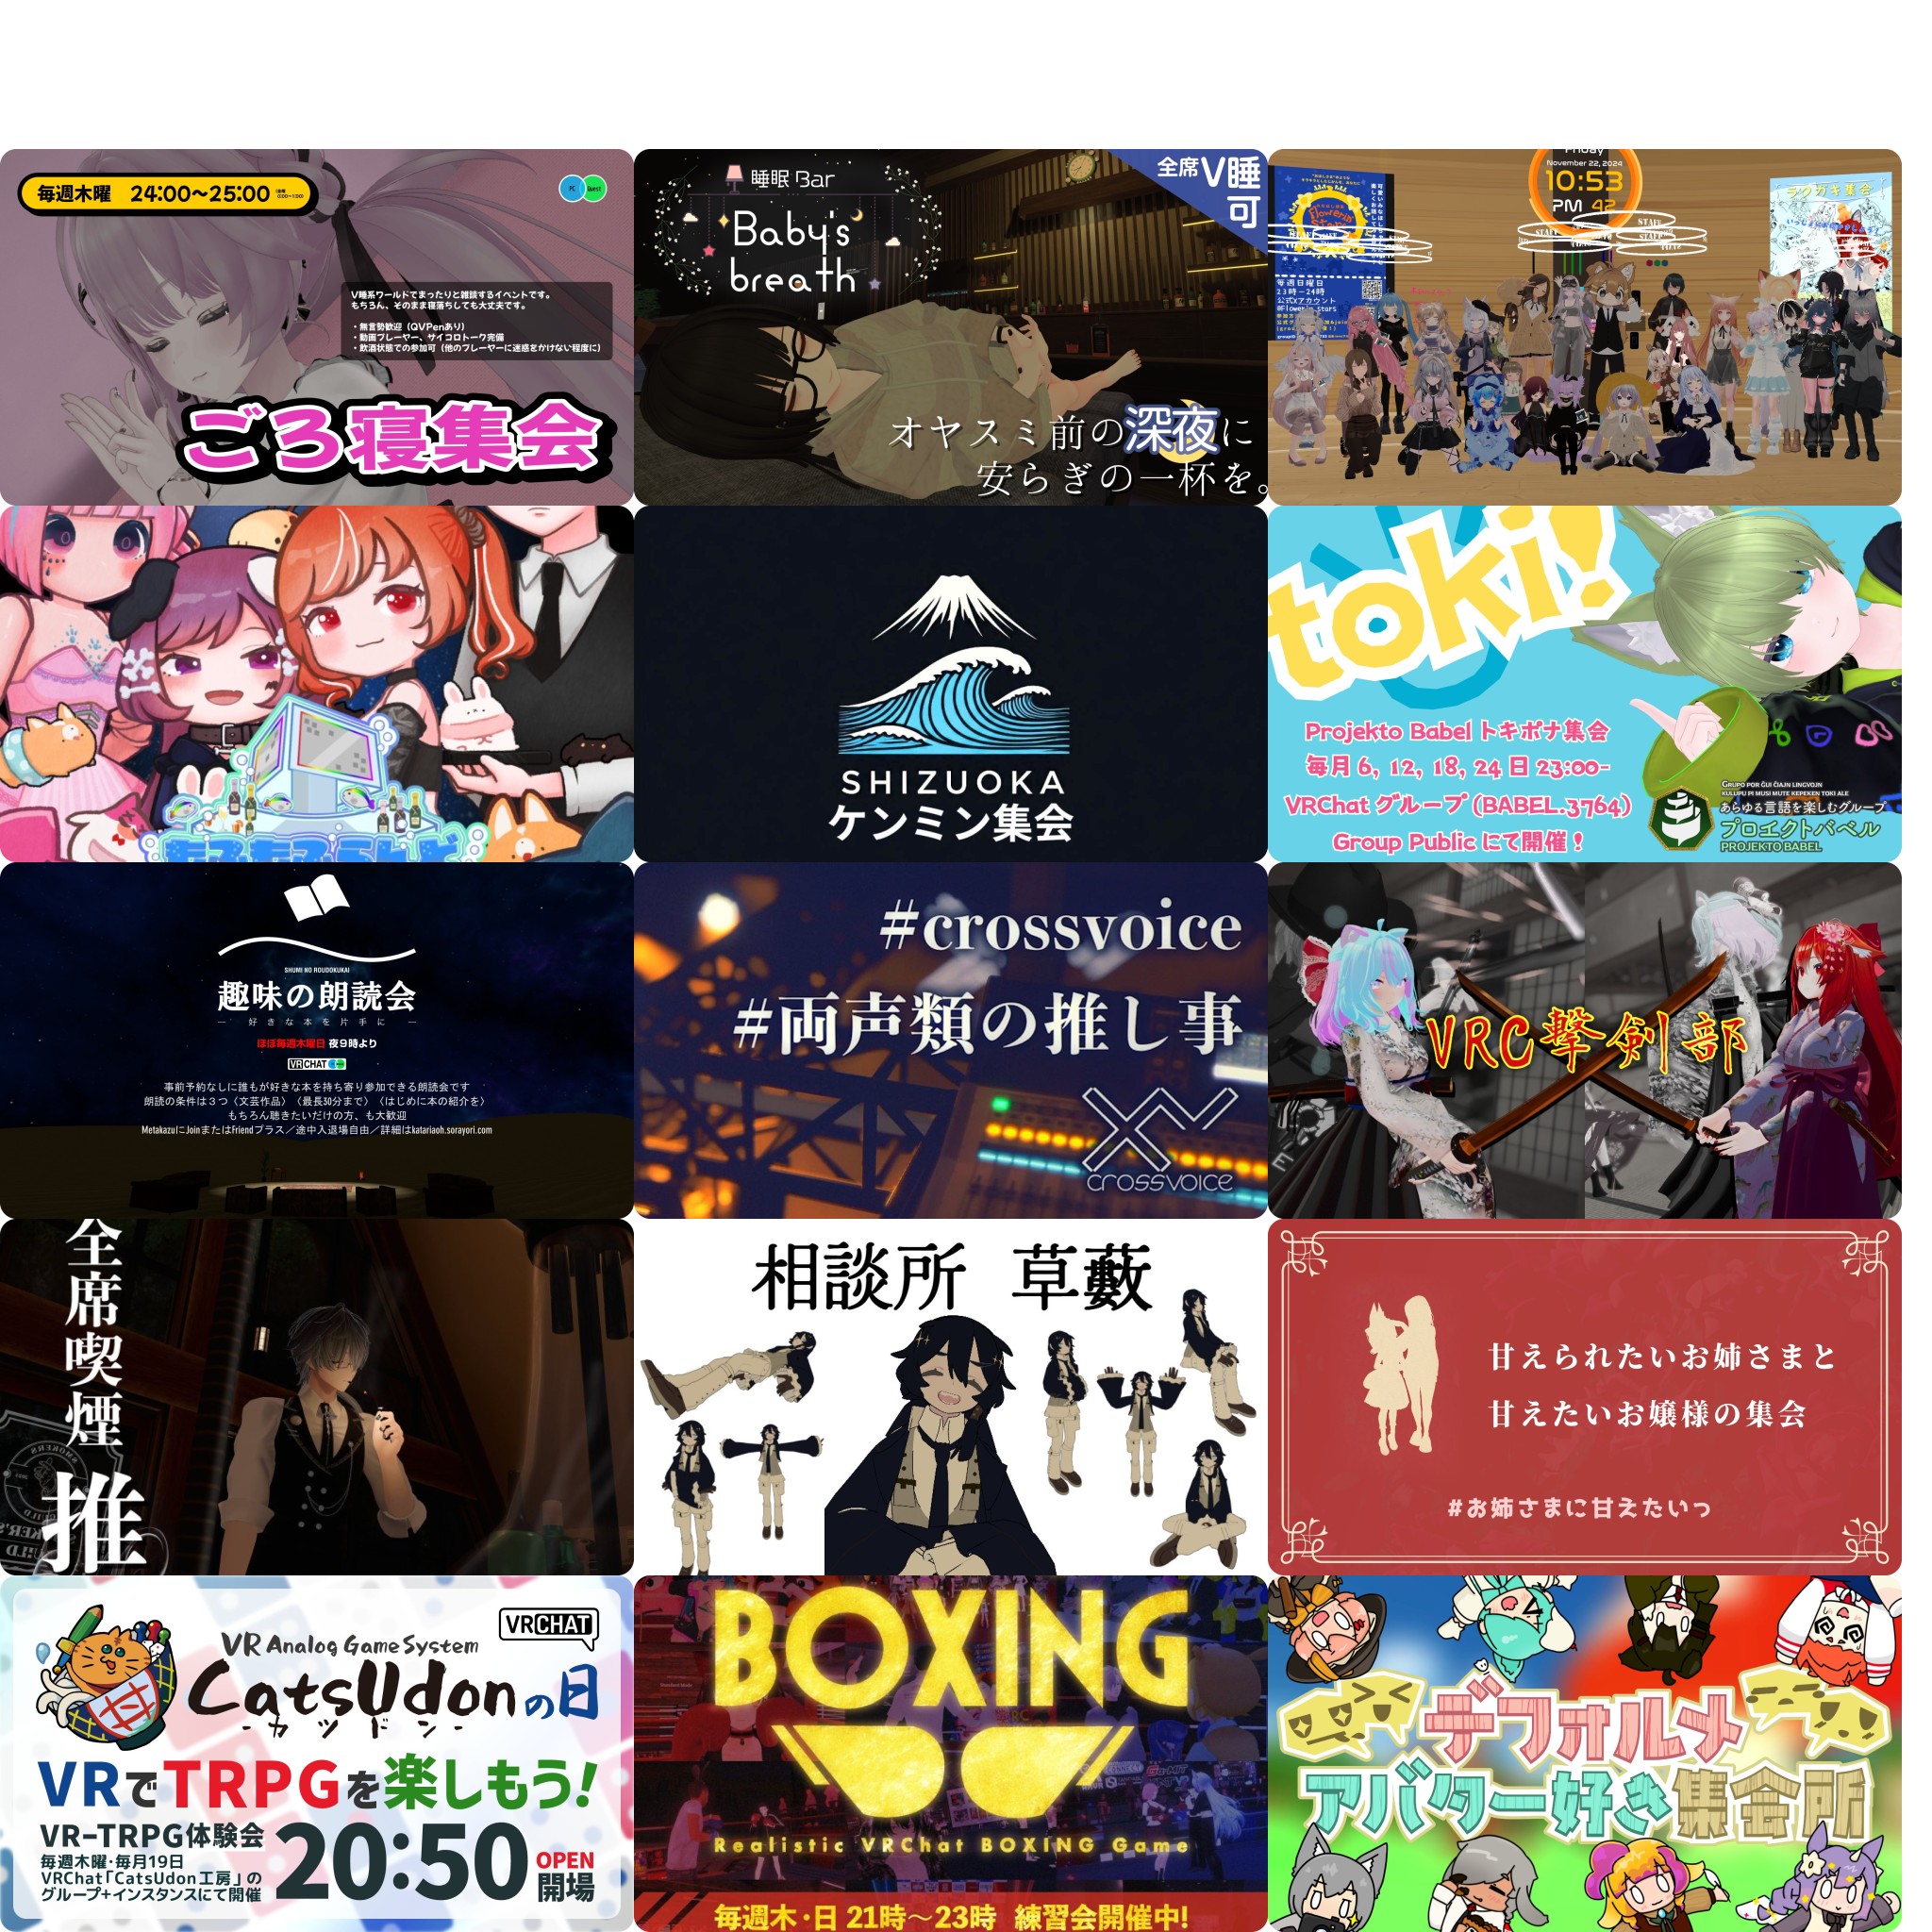 毎週木曜 24:00～25:00
PC Quest
V睡系ワールドでまったりと雑談するイベントです。
もちろん、そのまま寝落ちしても大丈夫です。
・無言勢歓迎（QVPenあり）
・動画プレーヤー、サイコロトーク完備
・飲酒状態での参加可（他のプレーヤーに迷惑をかけない程度に）
ごろ寝集会
睡眠 Bar
Baby's
breath
全席V睡
可
オヤスミ前の深夜に
安らぎの一杯を。
Friday
November 22, 2024
10:53
PM 42
STAFF
毎週日曜日
23時－24時
公式Xアカウント
ラクガキ集会
SHIZUOKA
ケンミン集会
toki!
Projekto Babel トキポナ集会
毎月 6, 12, 18, 24 日 23:00-
VRChat グループ (BABEL.3764)
Group Public にて開催！
GRUPO POR ĜUI ĈIAJN LINGVOJN
KULUPU PI MUSI MUTE KEPEKEN TOKI ALE
あらゆる言語を楽しむグループ
プロエクトバベル
PROJEKTO BABEL
SHUMI NO ROUDOKUKAI
趣味の朗読会
― 好きな本を片手に ―
ほぼ毎週木曜日 夜9時より
VRCHAT
事前予約なしに誰もが好きな本を持ち寄り参加できる朗読会です
朗読の条件は３つ〈文芸作品〉〈最長30分まで〉〈はじめに本の紹介を〉
もちろん聴きたいだけの方、も大歓迎
MetakazuにJoinまたはFriendプラス／途中入退場自由／詳細はkatariaoh.sorayori.com
#crossvoice
#両声類の推し事
crossvoice
VRC撃剣部
全席喫煙
推
相談所 草藪
甘えられたいお姉さまと
甘えたいお嬢様の集会
#お姉さまに甘えたいっ
VRCHAT
VR Analog Game System
CatsUdonの日
-カツドン-
VRでTRPGを楽しもう!
VR-TRPG体験会
毎週木曜・毎月19日
VRChat「CatsUdon工房」の
グループ+インスタンスにて開催
20:50
OPEN
開場
BOXING
Realistic VRChat BOXING Game
毎週木・日 21時～23時 練習会開催中!
デフォルメ
アバター好き集会所